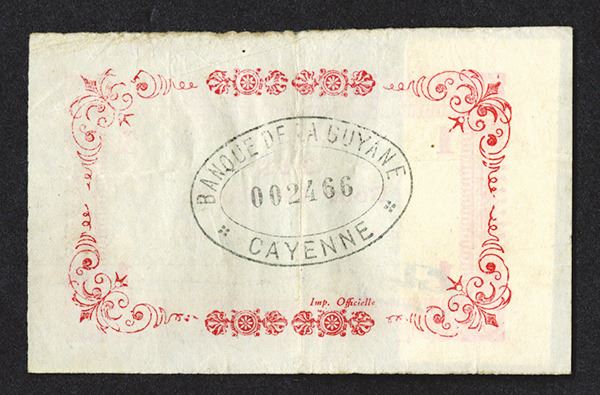 BANQUE DE LA GUYANE
002466
CAYENNE
Imp. Officielle